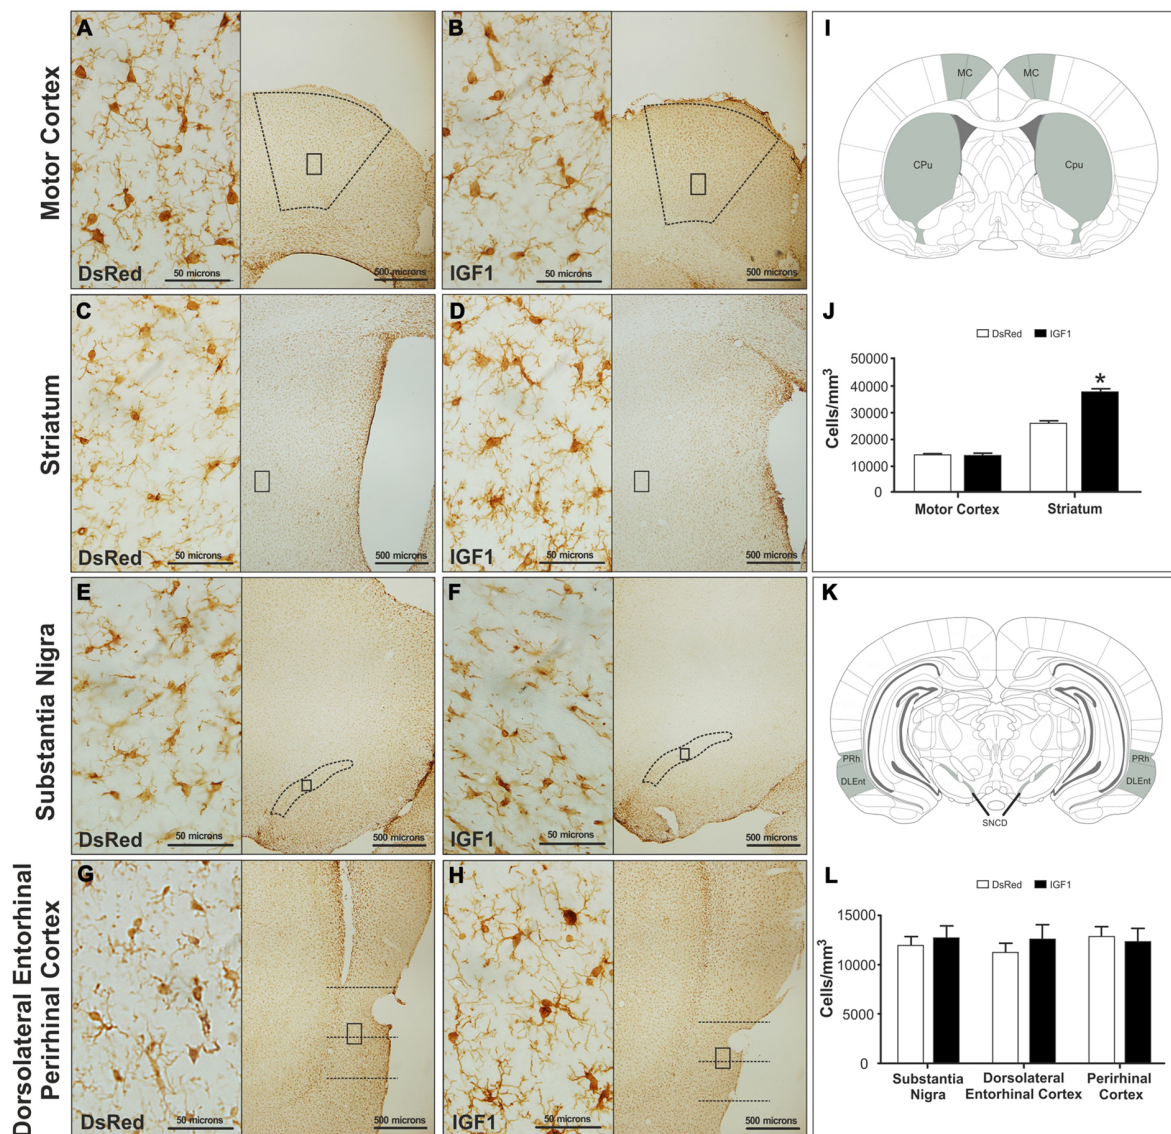 Motor Cortex
A
DsRed
50 microns
500 microns
B
IGF1
50 microns
500 microns
I
MC
MC
CPu
Cpu
Striatum
C
DsRed
50 microns
500 microns
D
IGF1
50 microns
500 microns
J
DsRed
IGF1
Cells/mm³
50000
40000
30000
20000
10000
0
*
Motor Cortex
Striatum
Substantia Nigra
E
DsRed
50 microns
500 microns
F
IGF1
50 microns
500 microns
K
PRh
PRh
DLEnt
DLEnt
SNCD
Dorsolateral Entorhinal
Perirhinal Cortex
G
DsRed
50 microns
500 microns
H
IGF1
50 microns
500 microns
L
DsRed
IGF1
Cells/mm³
15000
10000
5000
0
Substantia
Nigra
Dorsolateral
Entorhinal Cortex
Perirhinal
Cortex